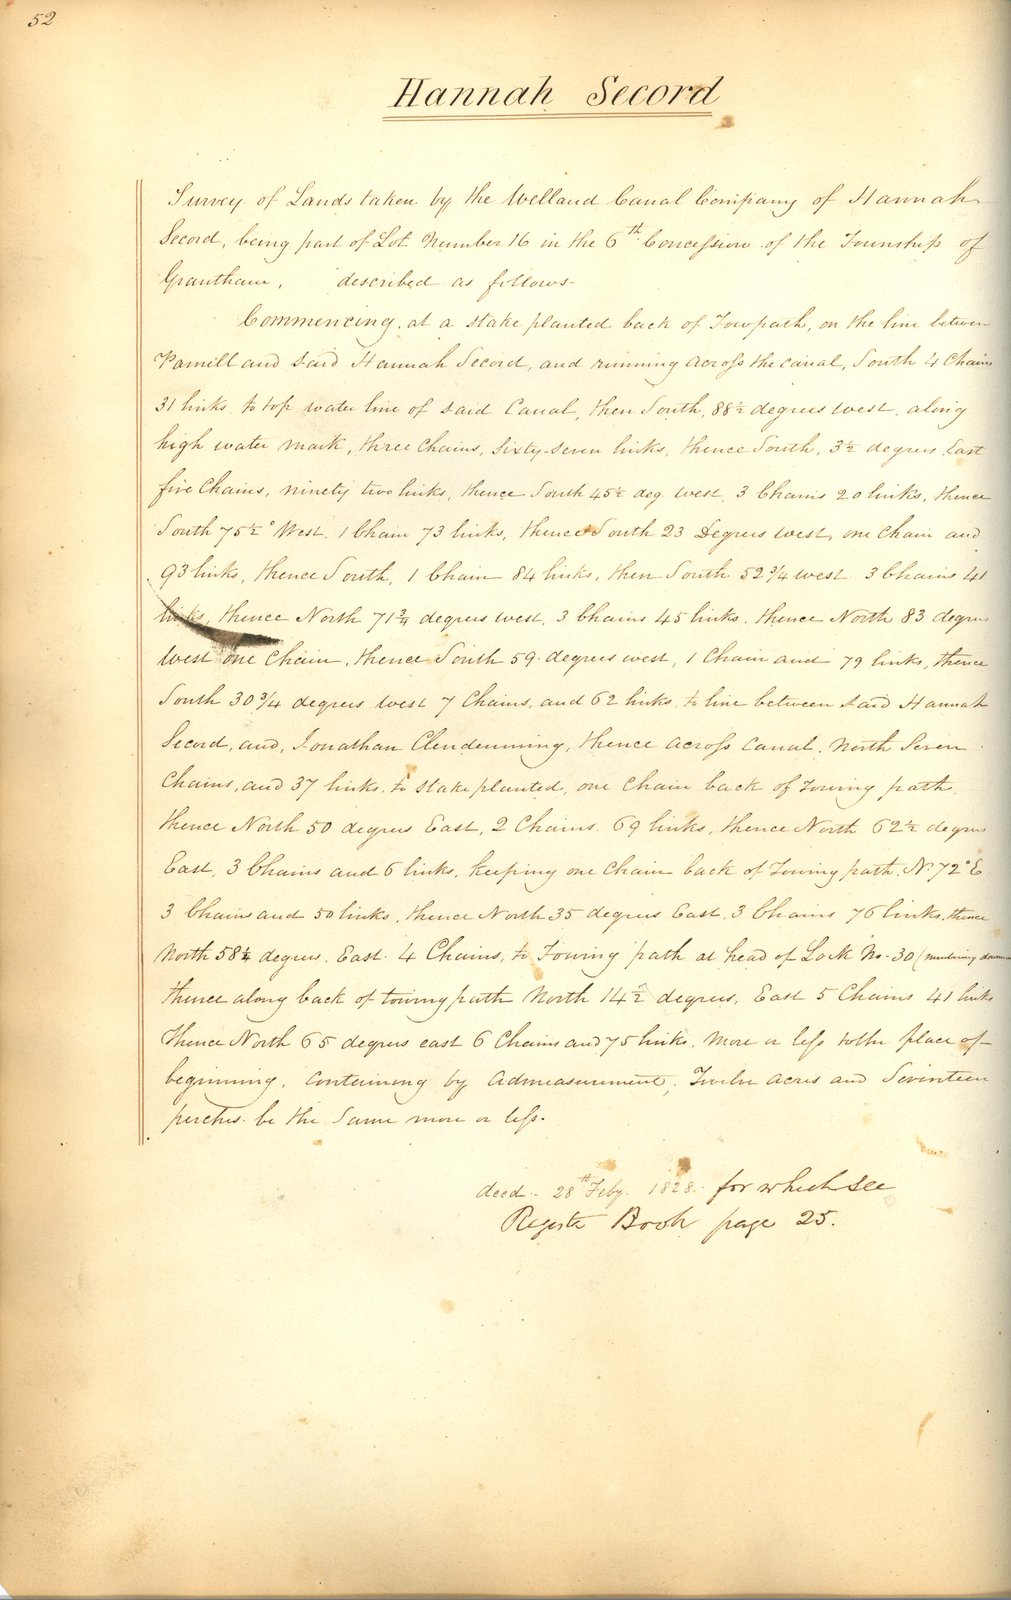 52
Hannah Secord
Survey of Lands taken by the Welland Canal Company of Hannah
Secord, being part of Lot Number 16 in the 6th Concession of the Township of
Grantham, described as follows
Commencing, at a stake planted back of Towpath, on the line between
Parnill and said Hannah Secord, and running across the canal, South 4 Chains
31 links, to top water line of said Canal, then South, 88½ degrees west, along
high water mark, three Chains, sixty-seven links, thence South, 3½ degrees East
five Chains, ninety two links, thence South 45½ deg west, 3 Chains 20 links, thence
South 75½° West. 1 Chain 73 links, thence South 23 Degrees west, one Chain and
93 links, thence South, 1 Chain 84 links, then South 52¾ west 3 Chains 41
links, thence North 71¾ degrees west, 3 Chains 45 links, thence North 83 degrees
west one Chain, thence South 59 degrees west, 1 Chain and 79 links, thence
South 30¾ degrees west 7 Chains, and 62 links, to line between said Hannah
Secord, and, Jonathan Clendenning, thence across Canal, North Seven
Chains, and 37 links, to stake planted, one Chain back of Towing path,
thence North 50 degrees East, 2 Chains 69 links, thence North 62½ degrees
East, 3 Chains and 6 links, keeping one Chain back of Towing path, N. 72° E
3 Chains and 50 links, thence North 35 degrees East, 3 Chains 76 links, thence
North 58¼ degrees, East. 4 Chains, to Towing path at head of Lock No. 30
thence along back of towing path North 14½ degrees, East 5 Chains 41 links
thence North 65 degrees east 6 Chains and 75 links, more or less to the place of
beginning, containing by admeasurement, Twelve acres and Seventeen
perches be the same more or less.
deed - 28th Feby. 1828. for which see
Register Book page 25.